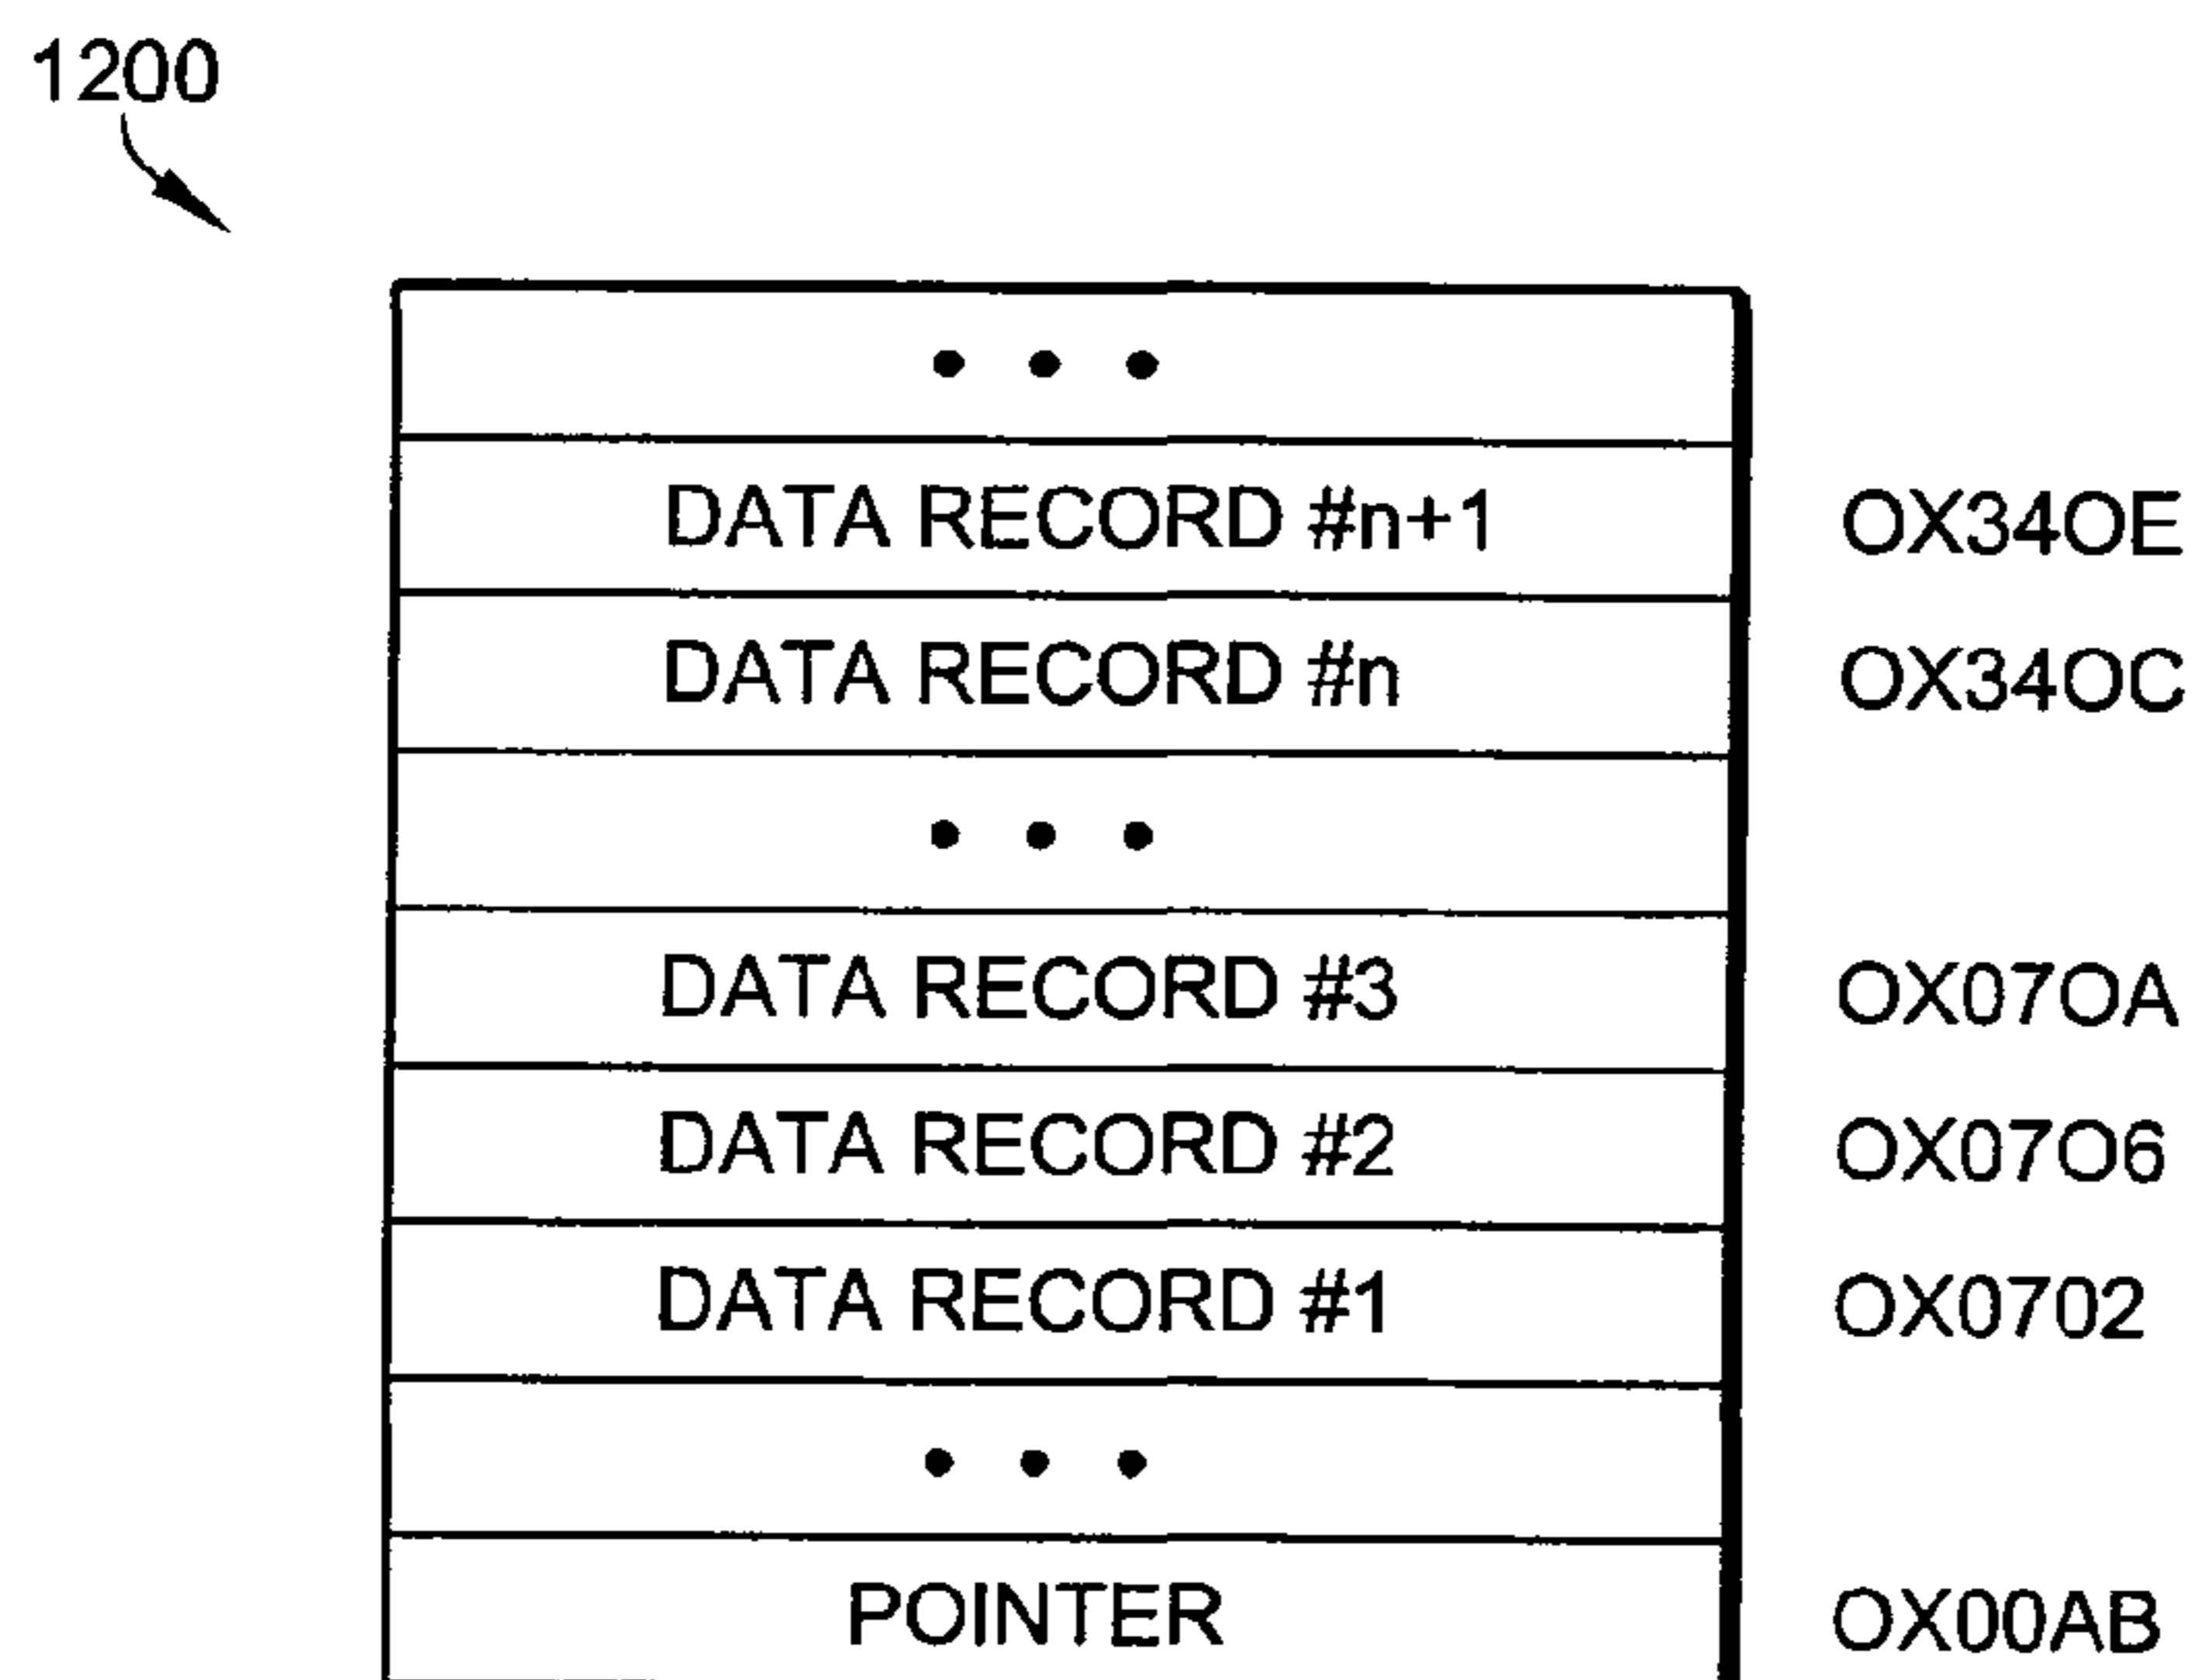 1200
• • •
DATA RECORD #n+1 OX34OE
DATA RECORD #n OX34OC
• • •
DATA RECORD #3 OX07OA
DATA RECORD #2 OX07O6
DATA RECORD #1 OX0702
• • •
POINTER OX00AB